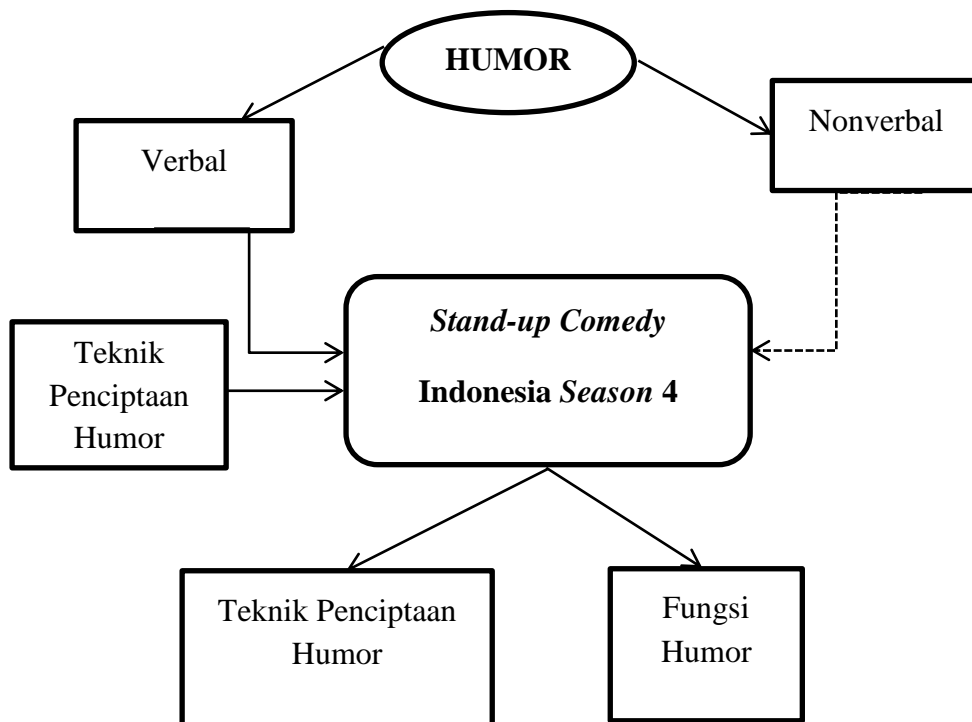 HUMOR
Nonverbal
Verbal
Stand-up Comedy
Indonesia Season 4
Teknik
Penciptaan
Humor
Teknik Penciptaan
Humor
Fungsi
Humor